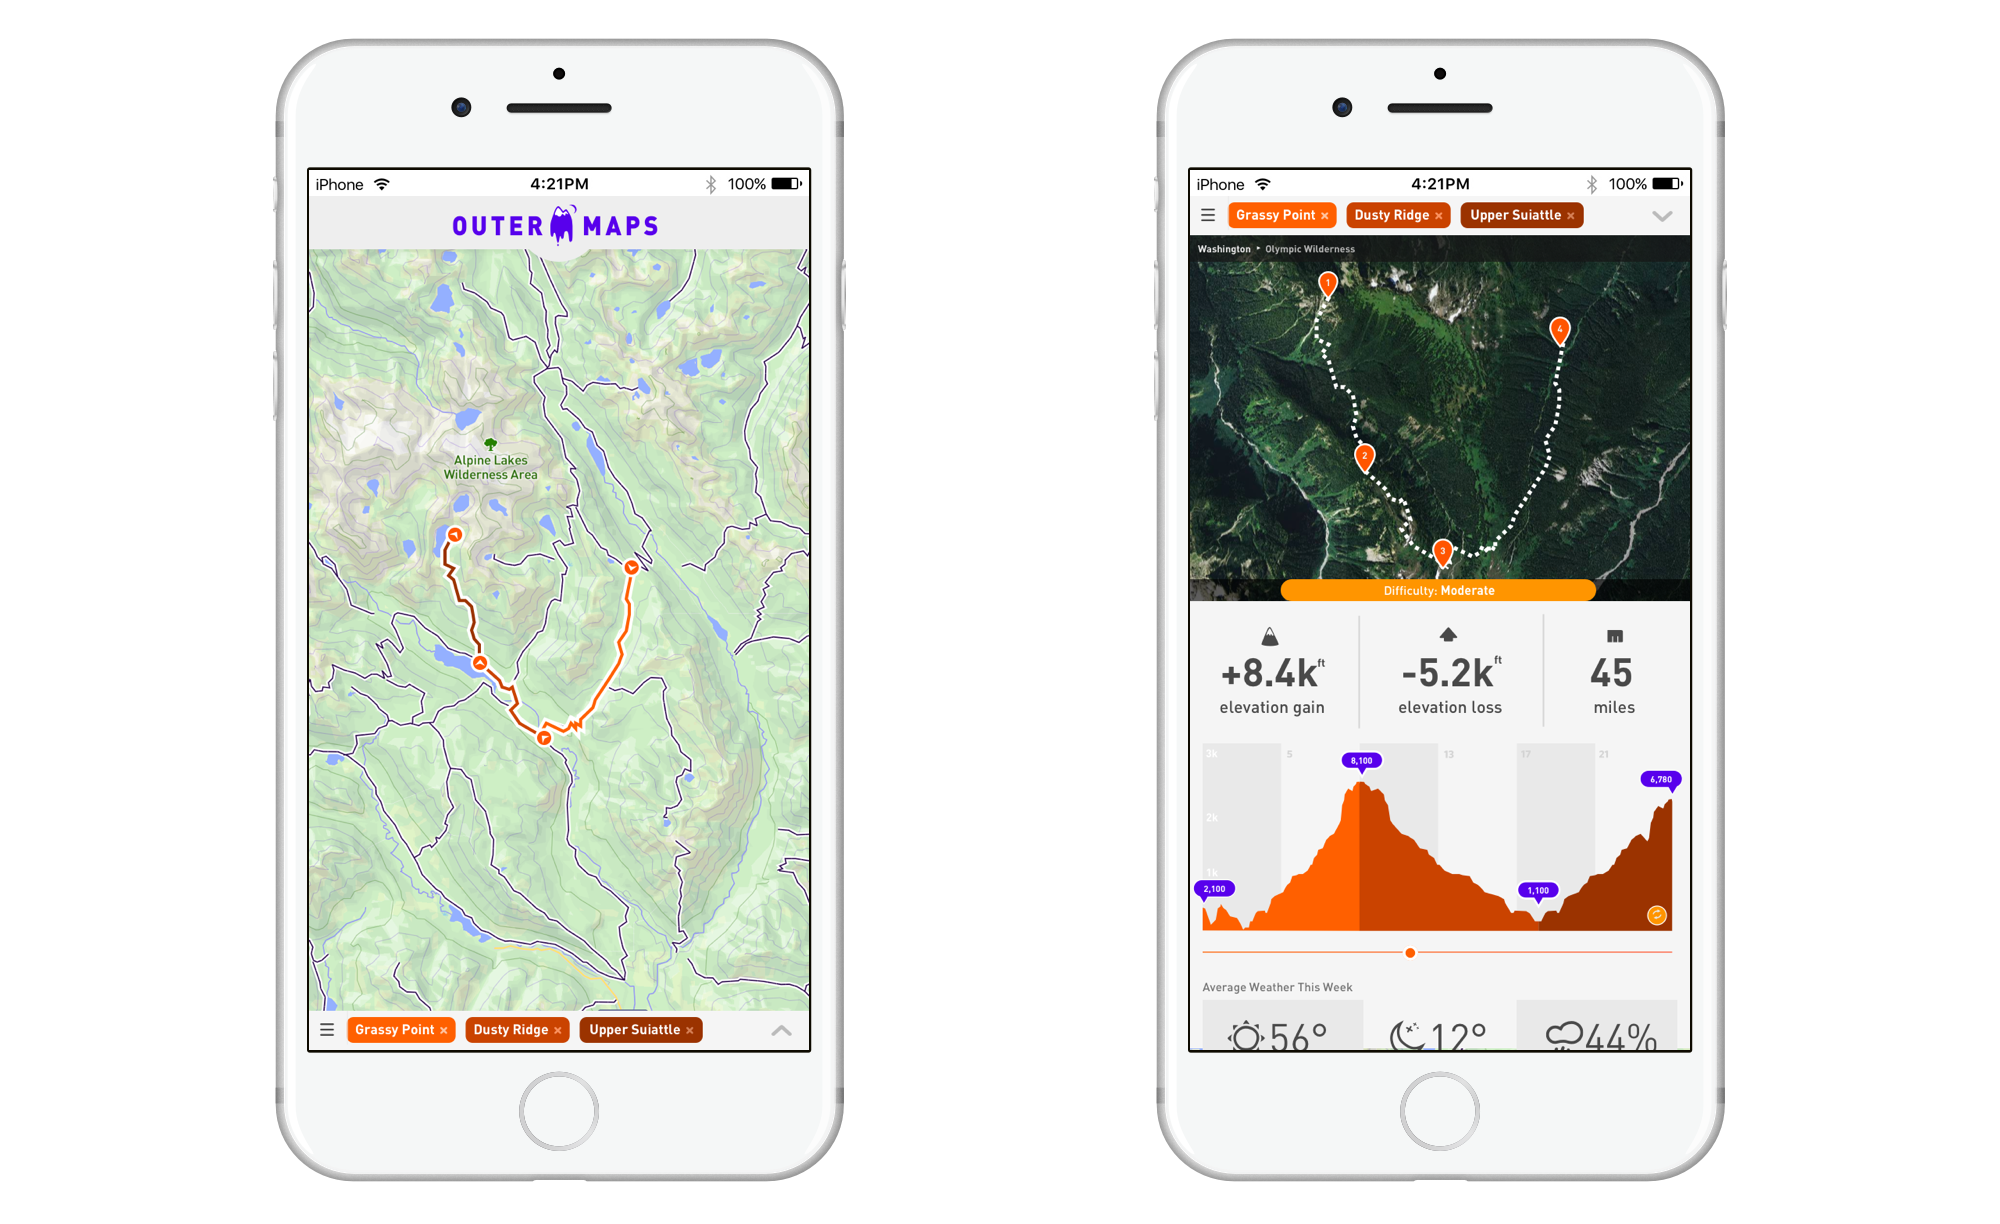 iPhone 4:21PM 100%
OUTER MAPS
Alpine Lakes
Wilderness Area
Grassy Point × Dusty Ridge × Upper Suiattle ×
iPhone 4:21PM 100%
Grassy Point × Dusty Ridge × Upper Suiattle ×
Washington ‣ Olympic Wilderness
1
4
2
3
Difficulty: Moderate
+8.4k ft -5.2k ft 45
elevation gain elevation loss miles
3k 5 13 17 21
8,100
6,780
2k
1k
2,100
1,100
Average Weather This Week
56° 12° 44%